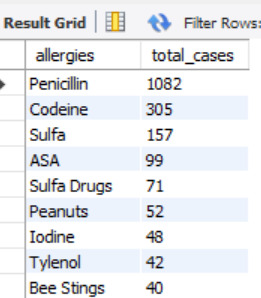 Result Grid Filter Rows:
allergies total_cases
Penicillin 1082
Codeine 305
Sulfa 157
ASA 99
Sulfa Drugs 71
Peanuts 52
Iodine 48
Tylenol 42
Bee Stings 40